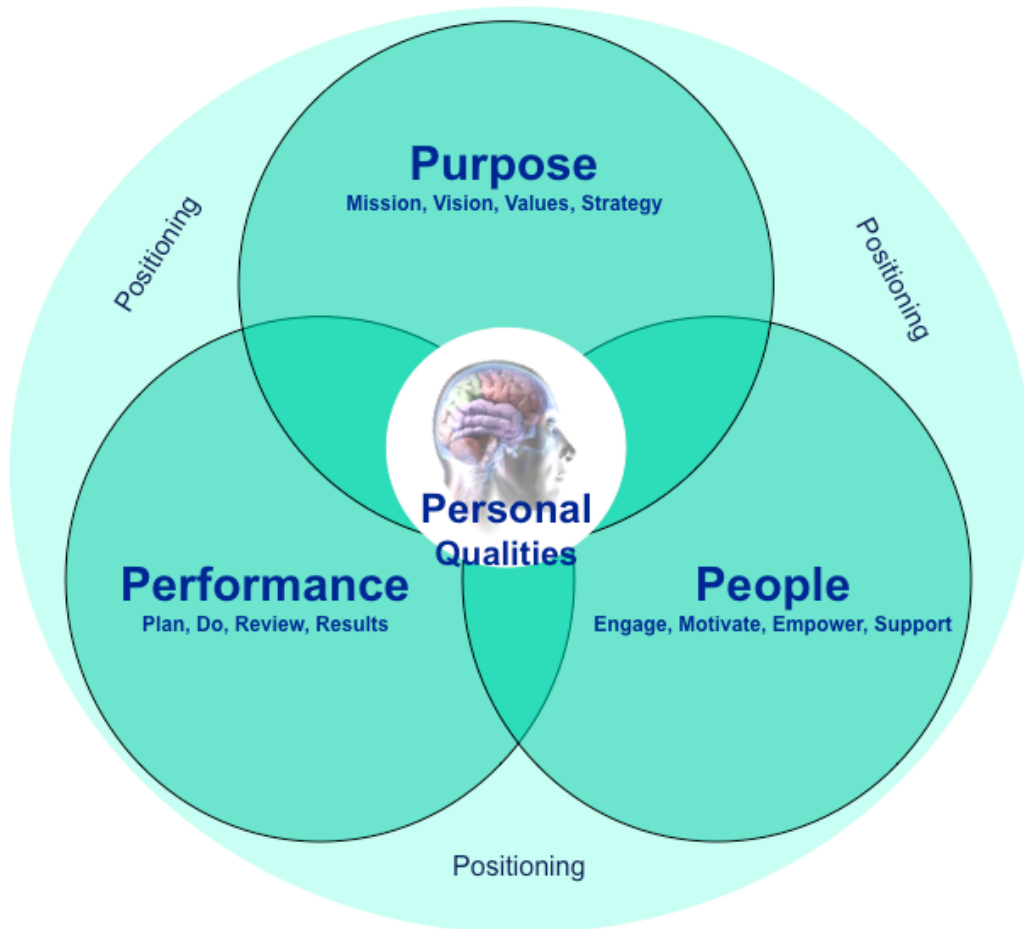 Purpose
Mission, Vision, Values, Strategy
Positioning
Positioning
Personal
Qualities
Performance
Plan, Do, Review, Results
People
Engage, Motivate, Empower, Support
Positioning